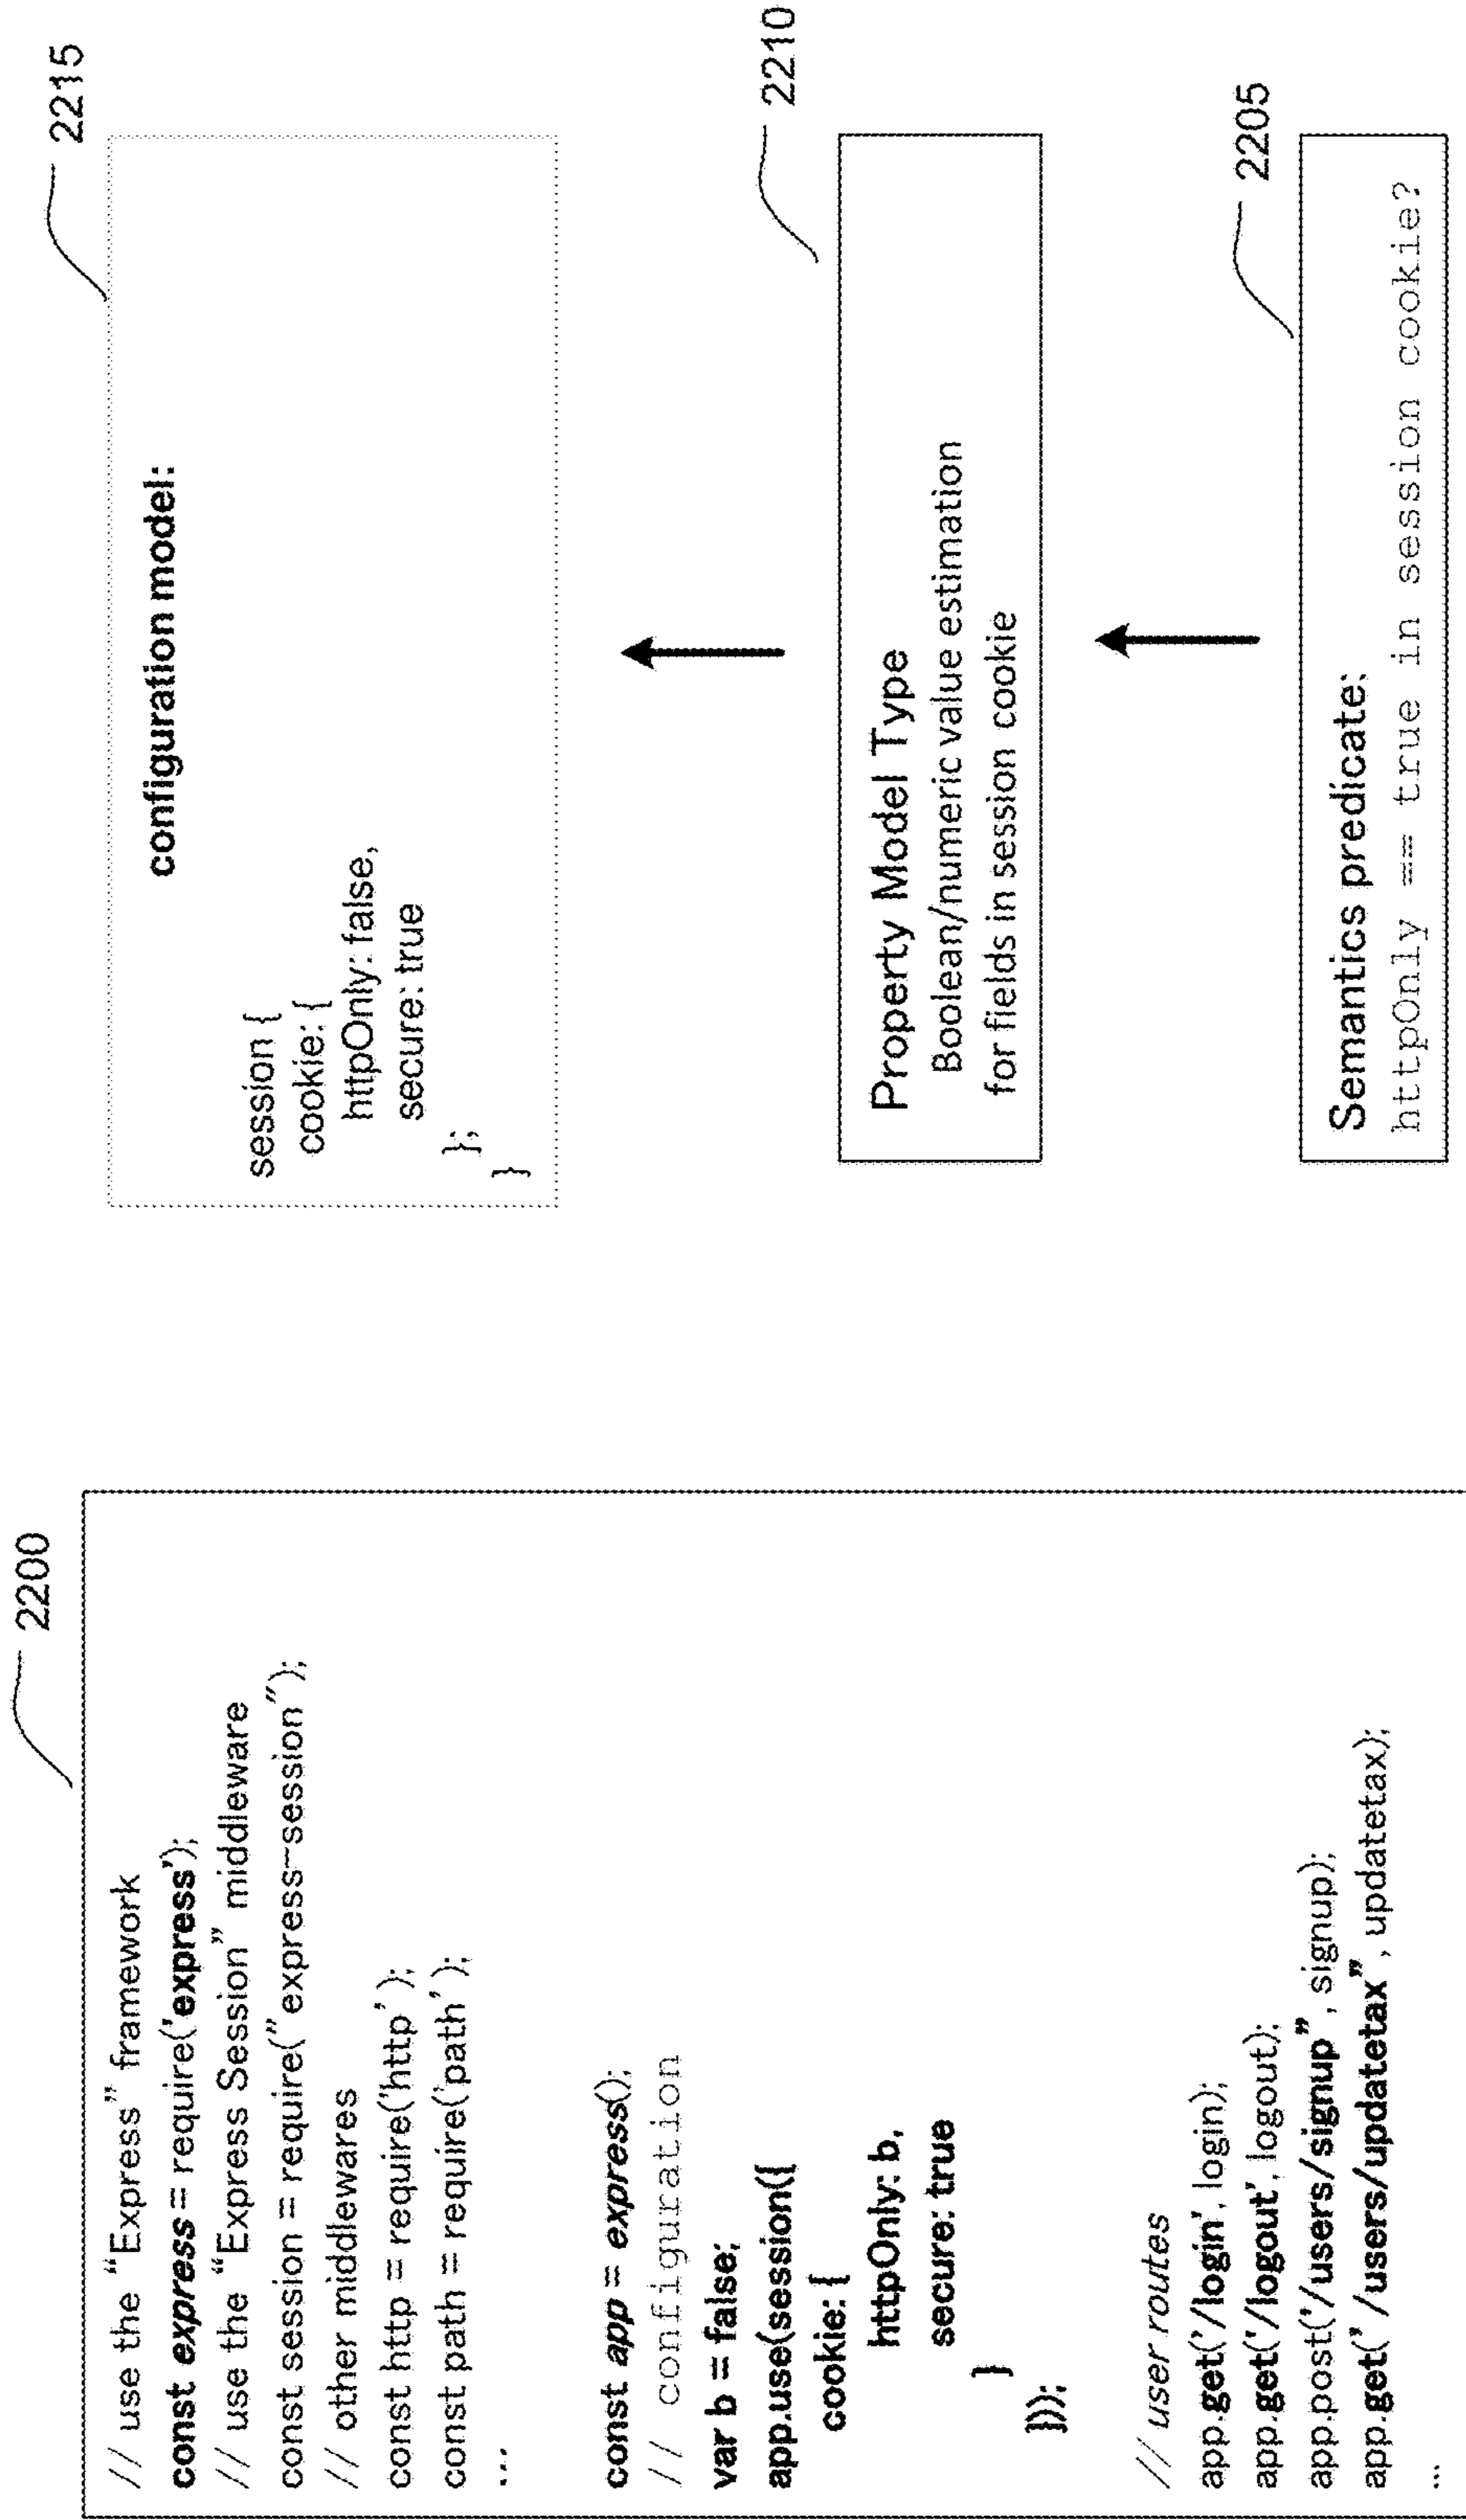 2200
// use the “Express” framework
const express = require('express');
// use the “Express Session” middleware
const session = require("express-session");
// other middlewares
const http = require('http');
const path = require('path');
...
const app = express();
// configuration
var b = false;
app.use(session({
cookie: {
httpOnly: b,
secure: true
}
}));
// user routes
app.get('/login', login);
app.get('/logout', logout);
app.post('/users/signup”, signup);
app.get(' /users/updatetax”, updatetax);
...
2215
configuration model:
session {
cookie: {
httpOnly: false,
secure: true
};
}
2210
Property Model Type
Boolean/numeric value estimation
for fields in session cookie
2205
Semantics predicate:
httpOnly == true in session cookie?